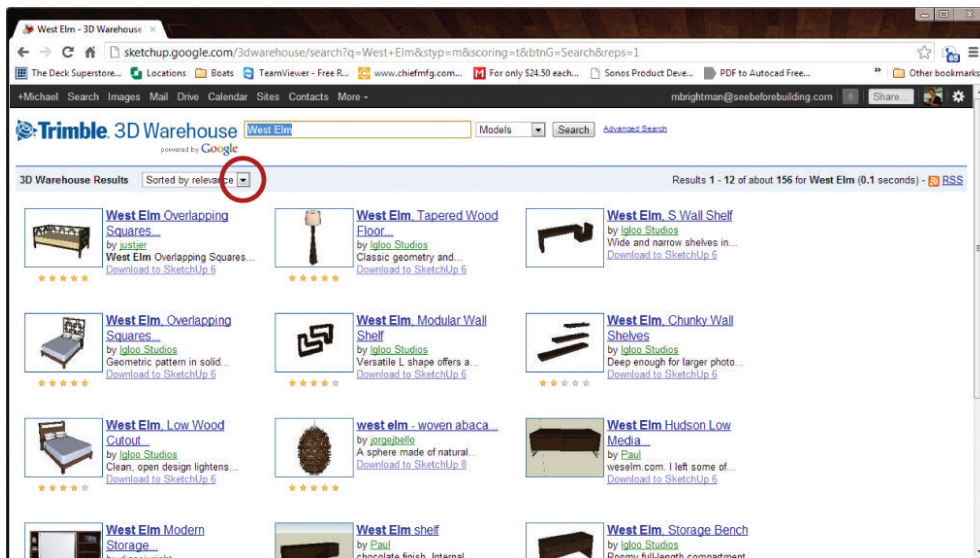 West Elm - 3D Warehouse
sketchup.google.com/3dwarehouse/search?q=West+Elm&styp=m&scoring=t&btnG=Search&reps=1
The Deck Superstore... Locations Boats TeamViewer - Free R... www.chiefmfg.com... For only $24.50 each... Sonos Product Deve... PDF to Autocad Free... » Other bookmarks
+Michael Search Images Mail Drive Calendar Sites Contacts More mbrightman@seebeforebuilding.com Share...
Trimble. 3D Warehouse West Elm Models Search Advanced Search
powered by Google
3D Warehouse Results Sorted by relevance Results 1 - 12 of about 156 for West Elm (0.1 seconds) - RSS
West Elm Overlapping
Squares...
by justjer
West Elm Overlapping Squares...
Download to SketchUp 6
West Elm, Tapered Wood
Floor...
by Igloo Studios
Classic geometry and...
Download to SketchUp 6
West Elm, S Wall Shelf
by Igloo Studios
Wide and narrow shelves in...
Download to SketchUp 6
West Elm, Overlapping
Squares...
by Igloo Studios
Geometric pattern in solid...
Download to SketchUp 6
West Elm, Modular Wall
Shelf
by Igloo Studios
Versatile L shape offers a...
Download to SketchUp 6
West Elm, Chunky Wall
Shelves
by Igloo Studios
Deep enough for larger photo...
Download to SketchUp 6
West Elm, Low Wood
Cutout...
by Igloo Studios
Clean, open design lightens...
Download to SketchUp 6
west elm - woven abaca...
by jorgejbello
A sphere made of natural...
Download to SketchUp 8
West Elm Hudson Low
Media...
by Paul
weselm.com. I left some of...
Download to SketchUp 6
West Elm Modern
Storage...
West Elm shelf
by Paul
chocolate finish. Internal
West Elm, Storage Bench
by Igloo Studios
Roomy full-length compartment